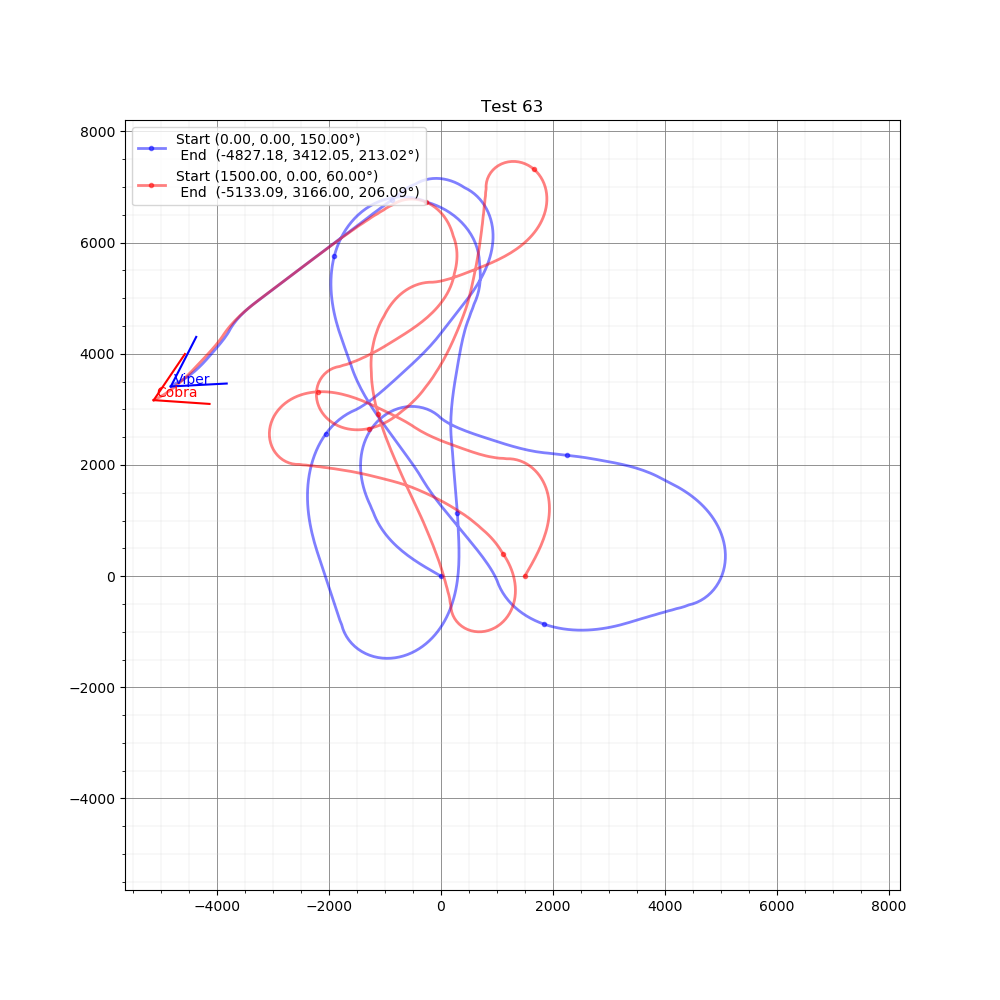 Test 63
Start (0.00, 0.00, 150.00°)
End (-4827.18, 3412.05, 213.02°)
Start (1500.00, 0.00, 60.00°)
End (-5133.09, 3166.00, 206.09°)
8000
6000
4000
2000
0
−2000
−4000
Viper
Cobra
−4000 −2000 0 2000 4000 6000 8000